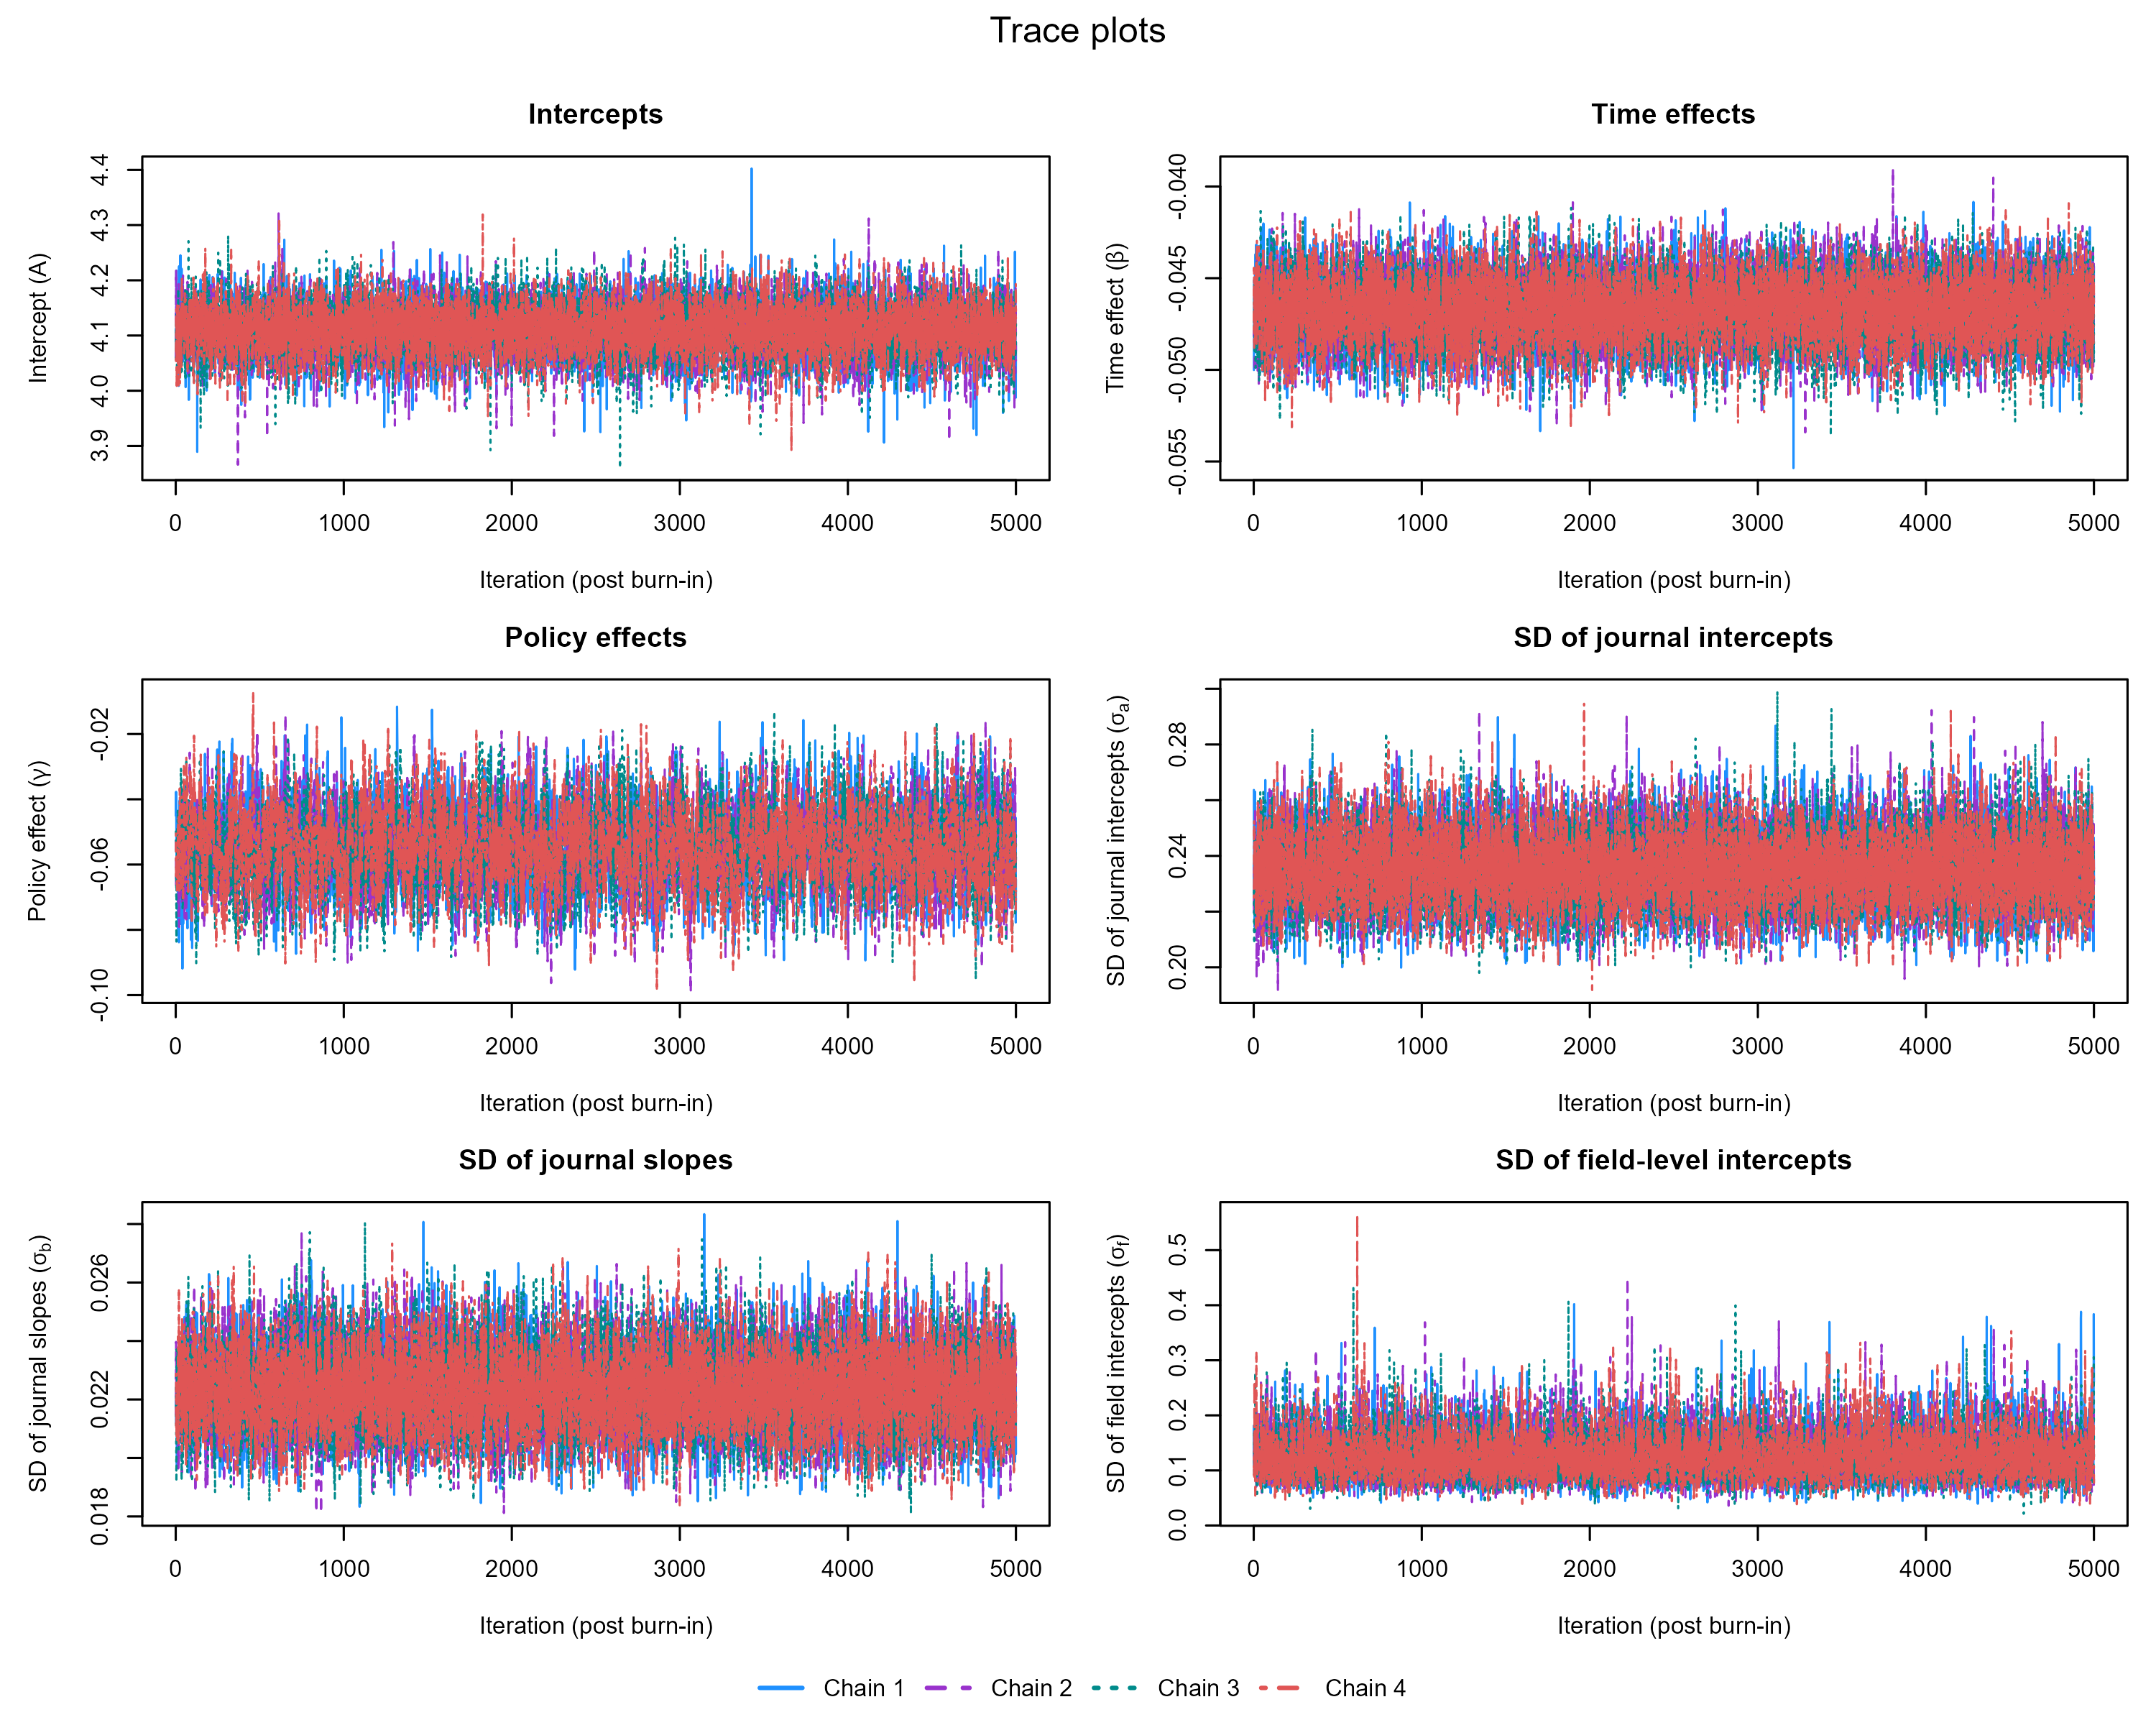 Trace plots
Intercepts
Intercept (A)
4.4
4.3
4.2
4.1
4.0
3.9
0 1000 2000 3000 4000 5000
Iteration (post burn-in)
Time effects
Time effect (β)
-0.040
-0.045
-0.050
-0.055
0 1000 2000 3000 4000 5000
Iteration (post burn-in)
Policy effects
Policy effect (γ)
-0.02
-0.06
-0.10
0 1000 2000 3000 4000 5000
Iteration (post burn-in)
SD of journal intercepts
SD of journal intercepts (σa)
0.28
0.24
0.20
0 1000 2000 3000 4000 5000
Iteration (post burn-in)
SD of journal slopes
SD of journal slopes (σb)
0.026
0.022
0.018
0 1000 2000 3000 4000 5000
Iteration (post burn-in)
SD of field-level intercepts
SD of field intercepts (σf)
0.5
0.4
0.3
0.2
0.1
0.0
0 1000 2000 3000 4000 5000
Iteration (post burn-in)
Chain 1 Chain 2 Chain 3 Chain 4